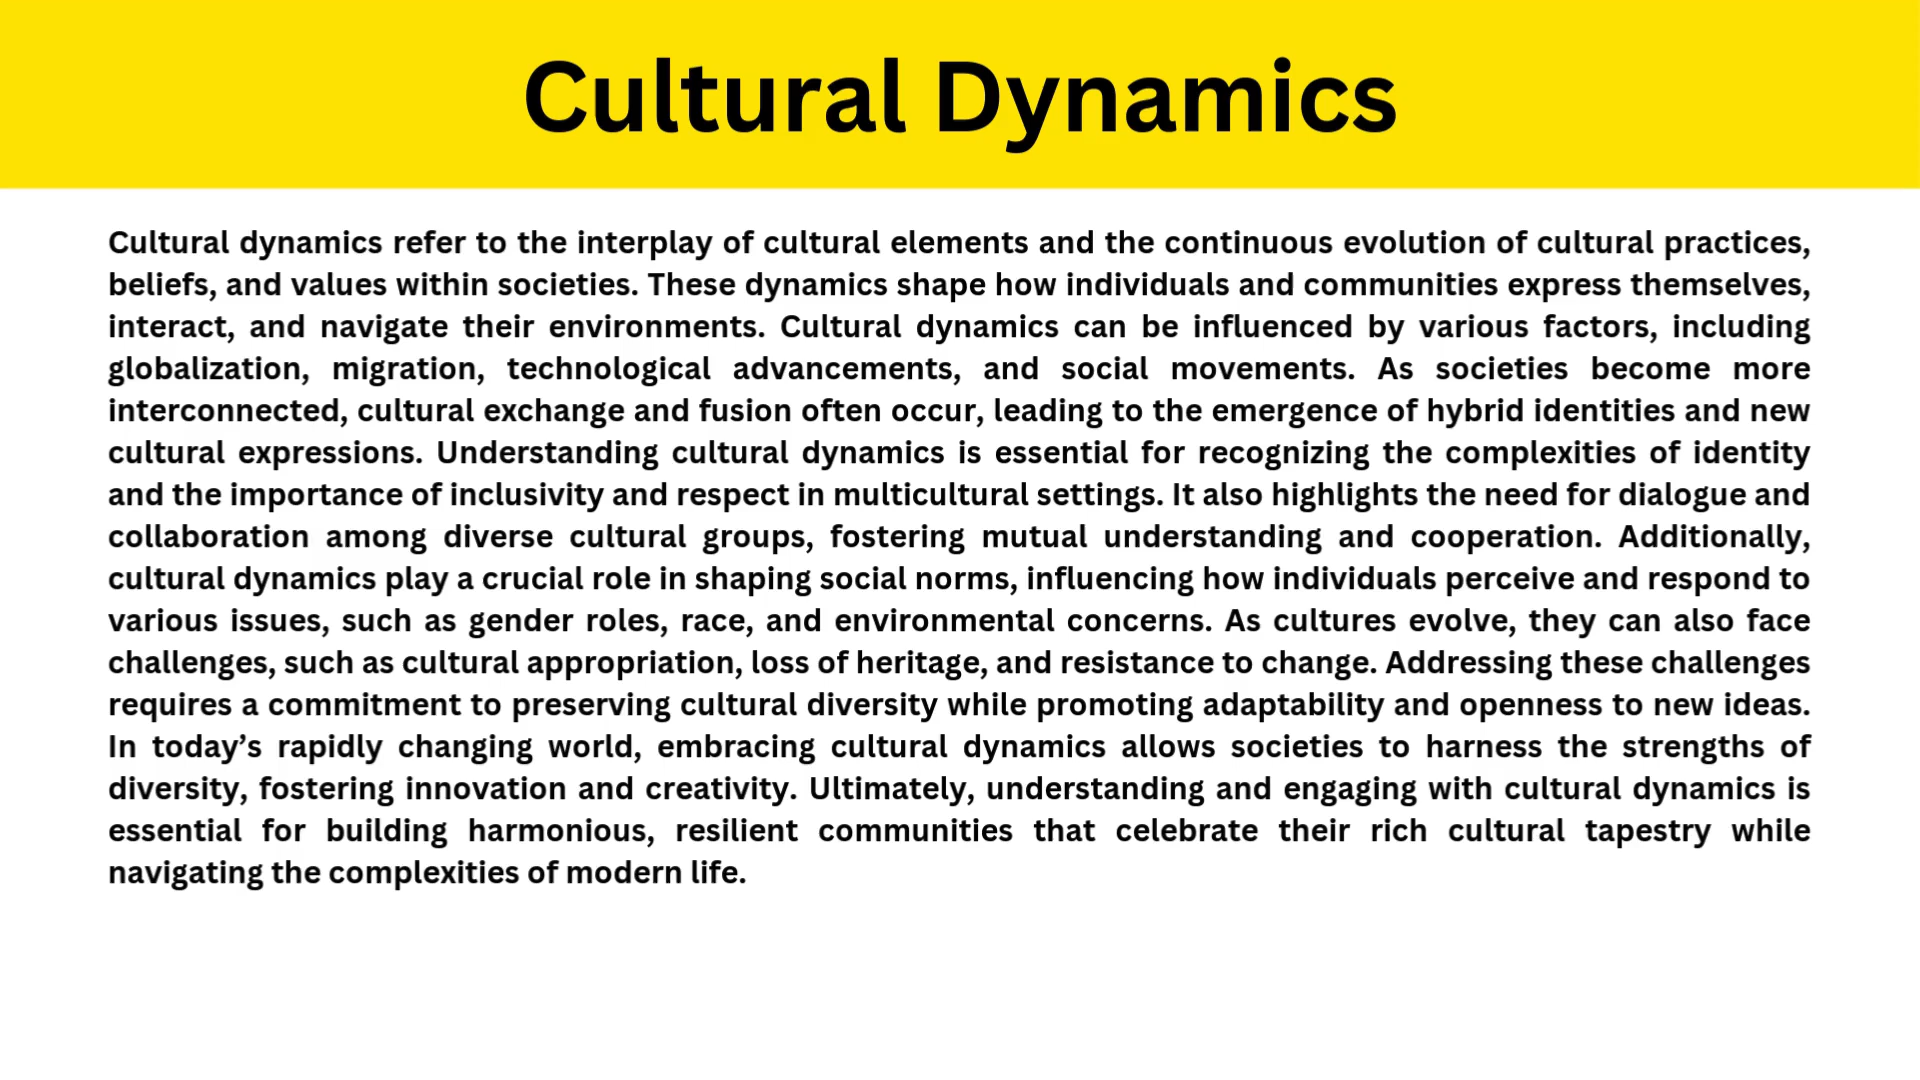 Cultural Dynamics
Cultural dynamics refer to the interplay of cultural elements and the continuous evolution of cultural practices,
beliefs, and values within societies. These dynamics shape how individuals and communities express themselves,
interact, and navigate their environments. Cultural dynamics can be influenced by various factors, including
globalization, migration, technological advancements, and social movements. As societies become more
interconnected, cultural exchange and fusion often occur, leading to the emergence of hybrid identities and new
cultural expressions. Understanding cultural dynamics is essential for recognizing the complexities of identity
and the importance of inclusivity and respect in multicultural settings. It also highlights the need for dialogue and
collaboration among diverse cultural groups, fostering mutual understanding and cooperation. Additionally,
cultural dynamics play a crucial role in shaping social norms, influencing how individuals perceive and respond to
various issues, such as gender roles, race, and environmental concerns. As cultures evolve, they can also face
challenges, such as cultural appropriation, loss of heritage, and resistance to change. Addressing these challenges
requires a commitment to preserving cultural diversity while promoting adaptability and openness to new ideas.
In today’s rapidly changing world, embracing cultural dynamics allows societies to harness the strengths of
diversity, fostering innovation and creativity. Ultimately, understanding and engaging with cultural dynamics is
essential for building harmonious, resilient communities that celebrate their rich cultural tapestry while
navigating the complexities of modern life.